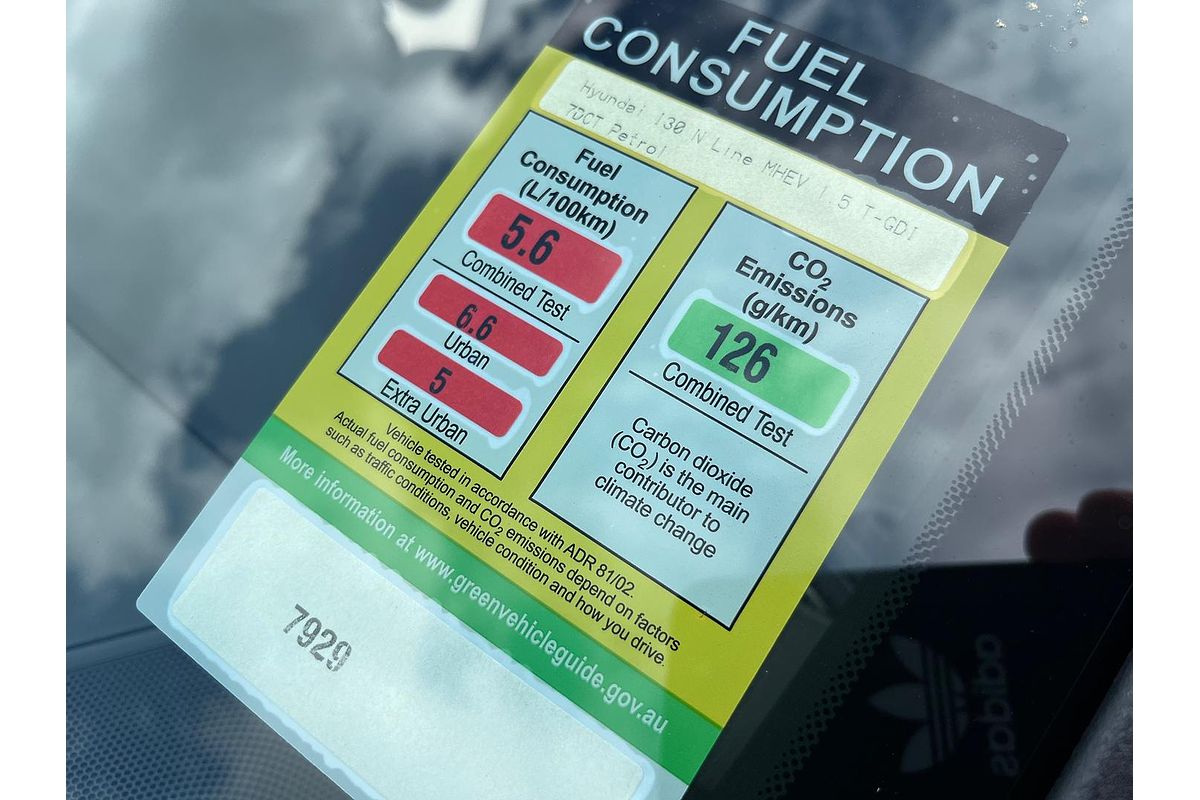 FUEL
CONSUMPTION
Hyundai i30 N Line MHEV 1.5 T-GDI
7DCT Petrol
Fuel
Consumption
(L/100km)
5.6
Combined Test
6.6
Urban
5
Extra Urban
CO₂
Emissions
(g/km)
126
Combined Test
Carbon dioxide
(CO₂) is the main
contributor to
climate change
Vehicle tested in accordance with ADR 81/02.
Actual fuel consumption and CO₂ emissions depend on factors
such as traffic conditions, vehicle condition and how you drive.
More information at www.greenvehicleguide.gov.au
7929
adidas